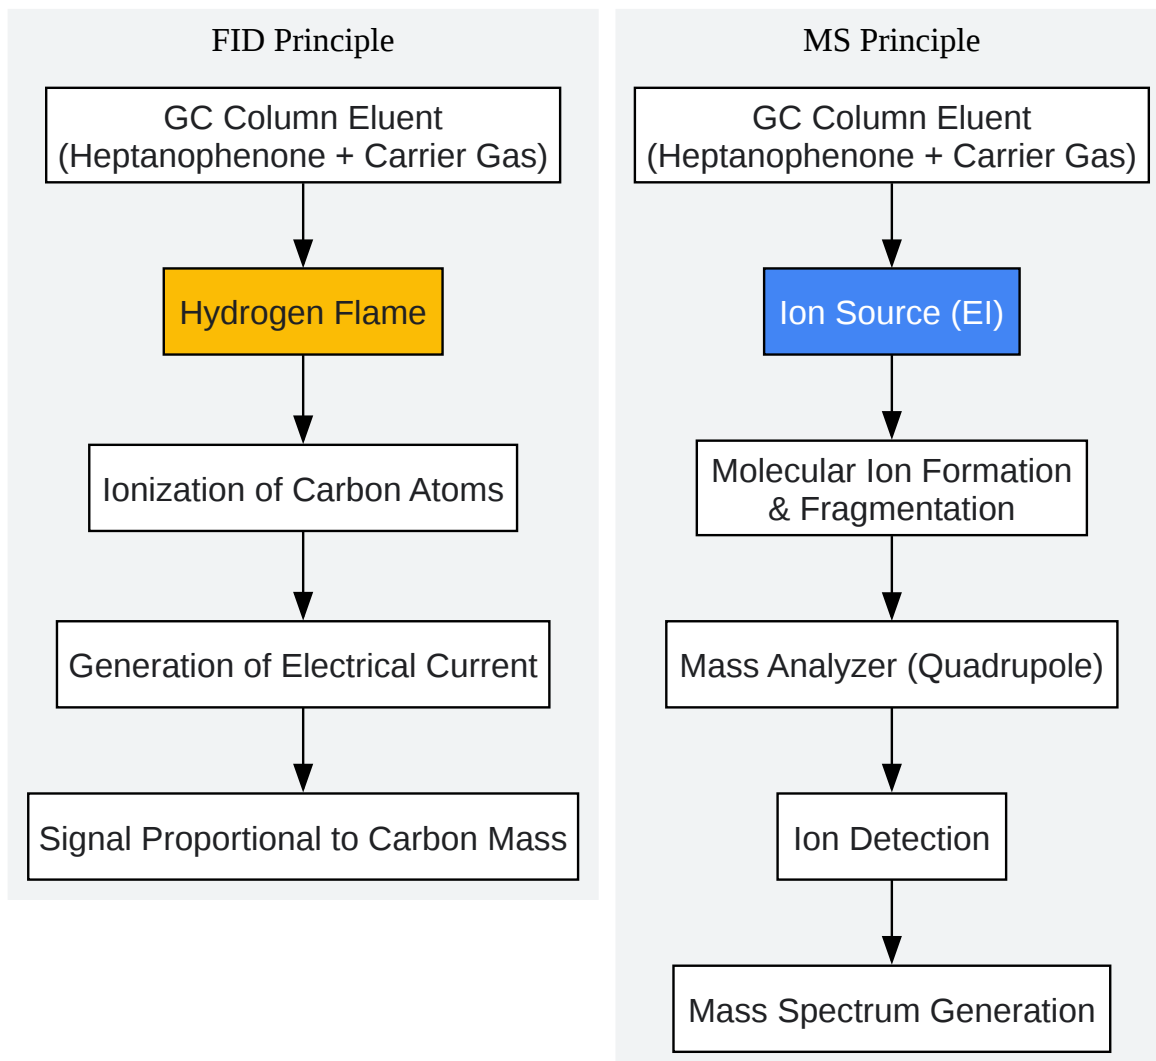 FID Principle
GC Column Eluent
(Heptanophenone + Carrier Gas)
Hydrogen Flame
Ionization of Carbon Atoms
Generation of Electrical Current
Signal Proportional to Carbon Mass
MS Principle
GC Column Eluent
(Heptanophenone + Carrier Gas)
Ion Source (EI)
Molecular Ion Formation
& Fragmentation
Mass Analyzer (Quadrupole)
Ion Detection
Mass Spectrum Generation